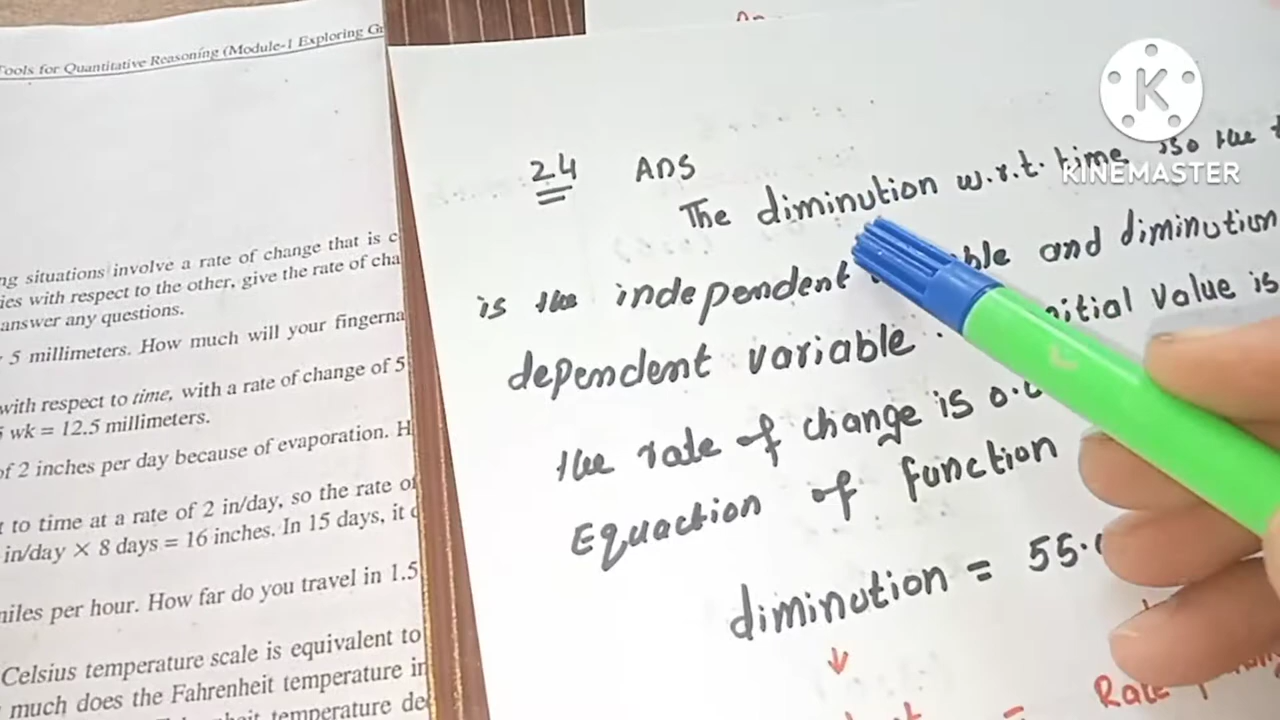 Tools for Quantitative Reasoning (Module-1 Exploring
ng situations involve a rate of change that is
ies with respect to the other, give the rate of
answer any questions.
5 millimeters. How much will your
with respect to time, with a rate of change of 5
wk = 12.5 millimeters.
of 2 inches per day because of evaporation.
t to time at a rate of 2 in/day, so the rate of
in/day × 8 days = 16 inches. In 15 days, it
miles per hour. How far do you travel in 1.5
Celsius temperature scale is equivalent to
much does the Fahrenheit temperature in
temperature
24 Ans
The diminution w.r.t. time so the
is the independent and diminution
dependent variable. initial value is
the rate of change is 0.
Equaction of function
diminution = 55.
Rate
K
KINEMASTER